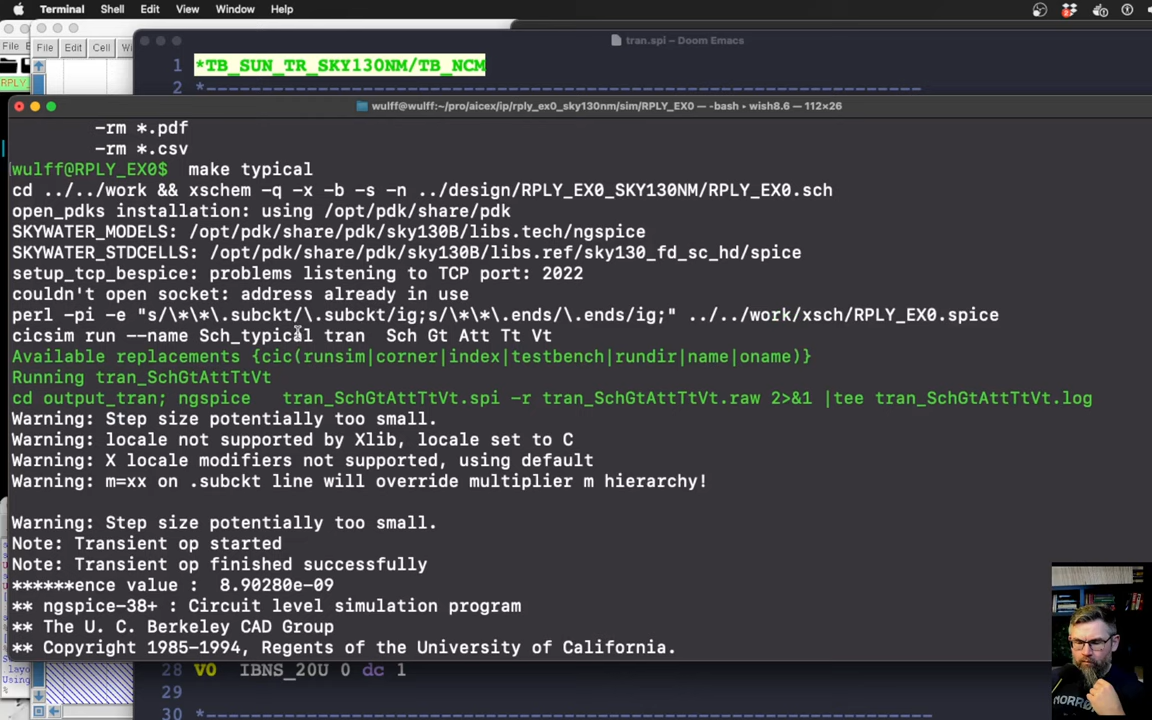 Terminal Shell Edit View Window Help
File
File Edit Cell
tran.spi – Doom Emacs
1 *TB_SUN_TR_SKY130NM/TB_NCM
2 *----------------------------------------------------------------
wulff@wulff:~/pro/aicex/ip/rply_ex0_sky130nm/sim/RPLY_EX0 — -bash • wish8.6 — 112×26
-rm *.pdf
-rm *.csv
wulff@RPLY_EX0$ make typical
cd ../../work && xschem -q -x -b -s -n ../design/RPLY_EX0_SKY130NM/RPLY_EX0.sch
open_pdks installation: using /opt/pdk/share/pdk
SKYWATER_MODELS: /opt/pdk/share/pdk/sky130B/libs.tech/ngspice
SKYWATER_STDCELLS: /opt/pdk/share/pdk/sky130B/libs.ref/sky130_fd_sc_hd/spice
setup_tcp_bespice: problems listening to TCP port: 2022
couldn't open socket: address already in use
perl -pi -e "s/\*\*\.subckt/\.subckt/ig;s/\*\*\.ends/\.ends/ig;" ../../work/xsch/RPLY_EX0.spice
cicsim run --name Sch_typical tran  Sch Gt Att Tt Vt
Available replacements {cic(runsim|corner|index|testbench|rundir|name|oname)}
Running tran_SchGtAttTtVt
cd output_tran; ngspice   tran_SchGtAttTtVt.spi -r tran_SchGtAttTtVt.raw 2>&1 |tee tran_SchGtAttTtVt.log
Warning: Step size potentially too small.
Warning: locale not supported by Xlib, locale set to C
Warning: X locale modifiers not supported, using default
Warning: m=xx on .subckt line will override multiplier m hierarchy!
Warning: Step size potentially too small.
Note: Transient op started
Note: Transient op finished successfully
******ence value :  8.90280e-09
** ngspice-38+ : Circuit level simulation program
** The U. C. Berkeley CAD Group
** Copyright 1985-1994, Regents of the University of California.
28 V0  IBNS_20U 0 dc 1
29
30 *----------------------------------------------------------------